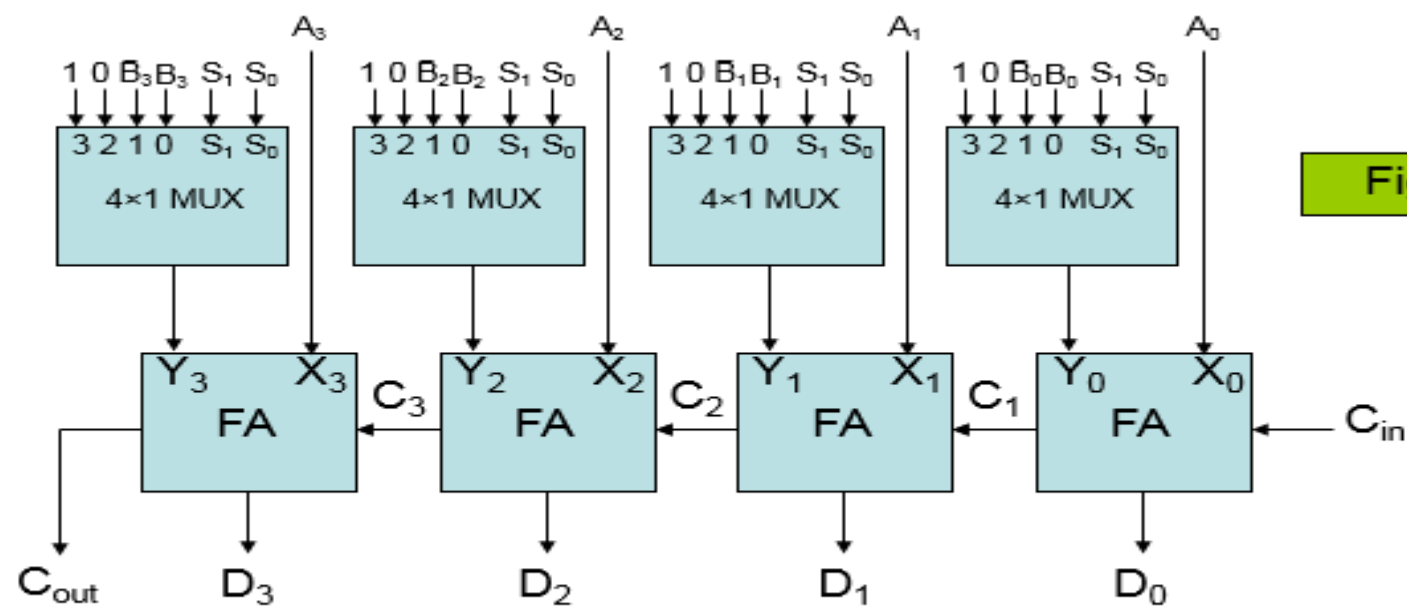 A₃ A₂ A₁ A₀
1 0 B̅₃ B₃ S₁ S₀ 1 0 B̅₂ B₂ S₁ S₀ 1 0 B̅₁ B₁ S₁ S₀ 1 0 B̅₀ B₀ S₁ S₀
3 2 1 0 S₁ S₀ 3 2 1 0 S₁ S₀ 3 2 1 0 S₁ S₀ 3 2 1 0 S₁ S₀
4×1 MUX 4×1 MUX 4×1 MUX 4×1 MUX
Y₃ X₃ Y₂ X₂ Y₁ X₁ Y₀ X₀
C₃ C₂ C₁
FA FA FA FA Cin
Cout D₃ D₂ D₁ D₀